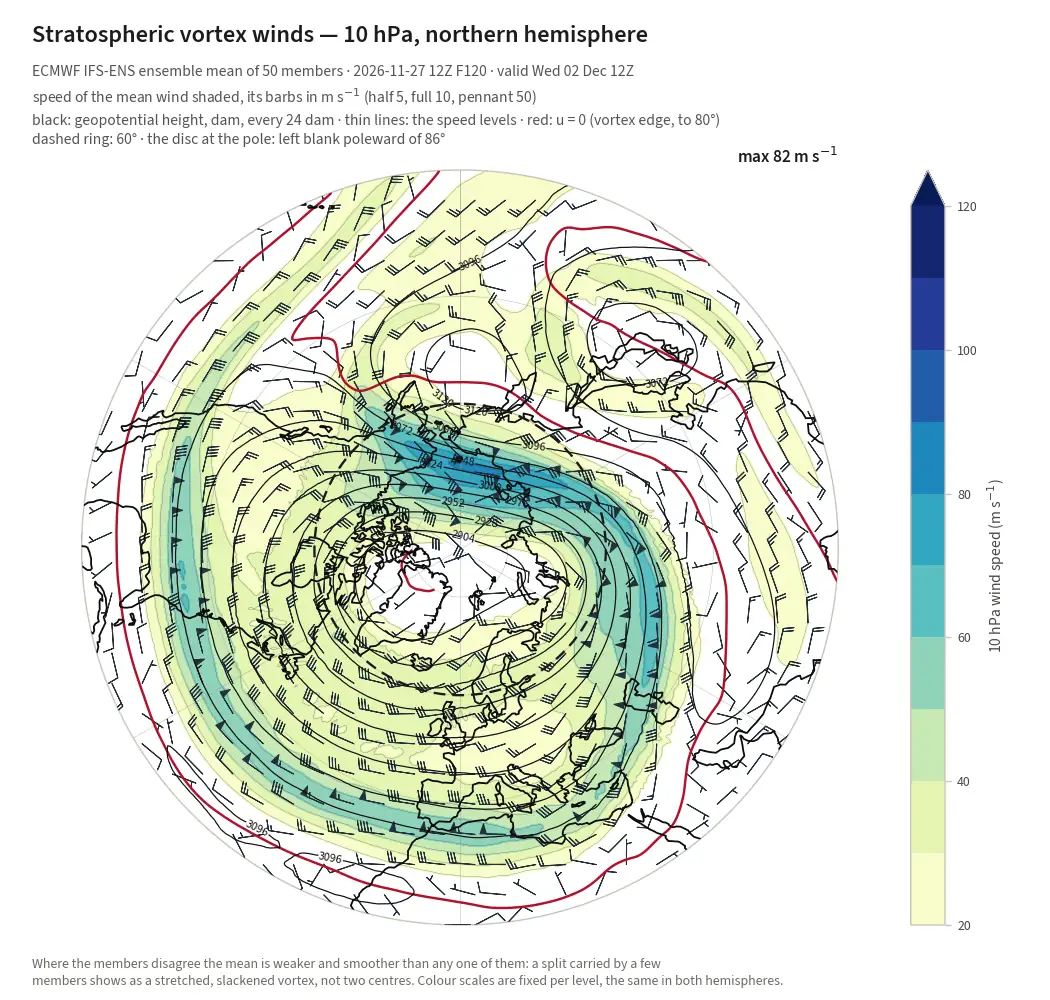 Stratospheric vortex winds — 10 hPa, northern hemisphere
ECMWF IFS-ENS ensemble mean of 50 members · 2026-11-27 12Z F120 · valid Wed 02 Dec 12Z
speed of the mean wind shaded, its barbs in m s⁻¹ (half 5, full 10, pennant 50)
black: geopotential height, dam, every 24 dam · thin lines: the speed levels · red: u = 0 (vortex edge, to 80°)
dashed ring: 60° · the disc at the pole: left blank poleward of 86°
max 82 m s⁻¹
120
100
80
60
40
20
10 hPa wind speed (m s⁻¹)
3096
3072
3120
3096
3072
3048
2952
2928
2904
3096
3096
Where the members disagree the mean is weaker and smoother than any one of them: a split carried by a few
members shows as a stretched, slackened vortex, not two centres. Colour scales are fixed per level, the same in both hemispheres.